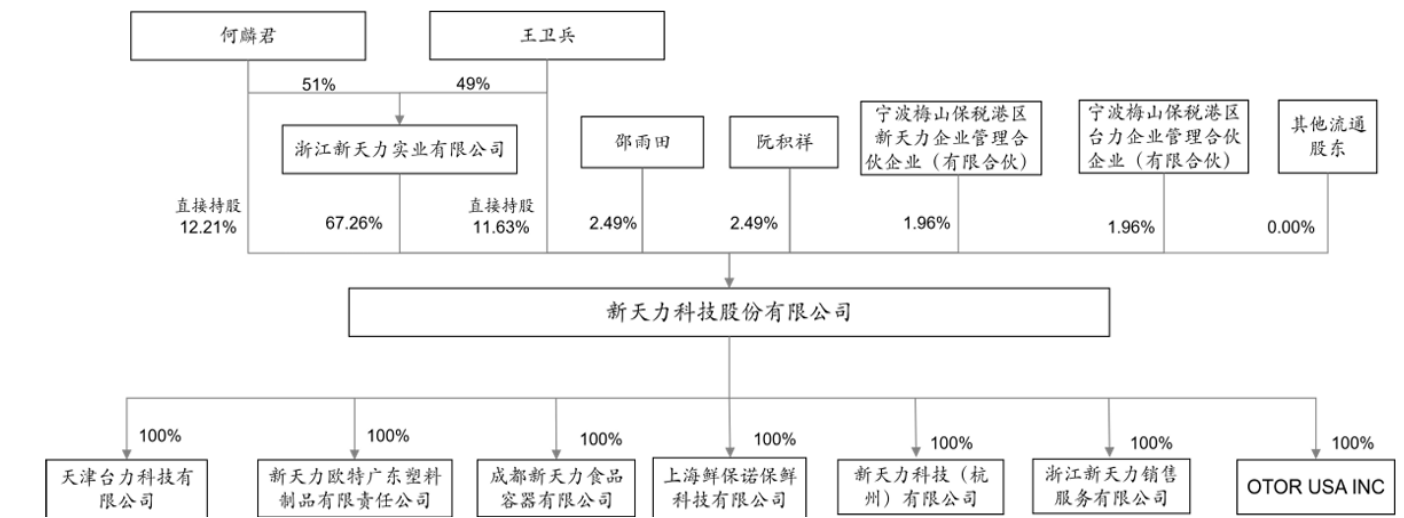 何麟君
王卫兵
51%
49%
浙江新天力实业有限公司
邵雨田
阮积祥
宁波梅山保税港区
新天力企业管理合
伙企业（有限合伙）
宁波梅山保税港区
台力企业管理合伙
企业（有限合伙）
其他流通
股东
直接持股
12.21%
67.26%
直接持股
11.63%
2.49%
2.49%
1.96%
1.96%
0.00%
新天力科技股份有限公司
100%
100%
100%
100%
100%
100%
100%
天津台力科技有
限公司
新天力欧特广东塑料
制品有限责任公司
成都新天力食品
容器有限公司
上海鲜保诺保鲜
科技有限公司
新天力科技（杭
州）有限公司
浙江新天力销售
服务有限公司
OTOR USA INC